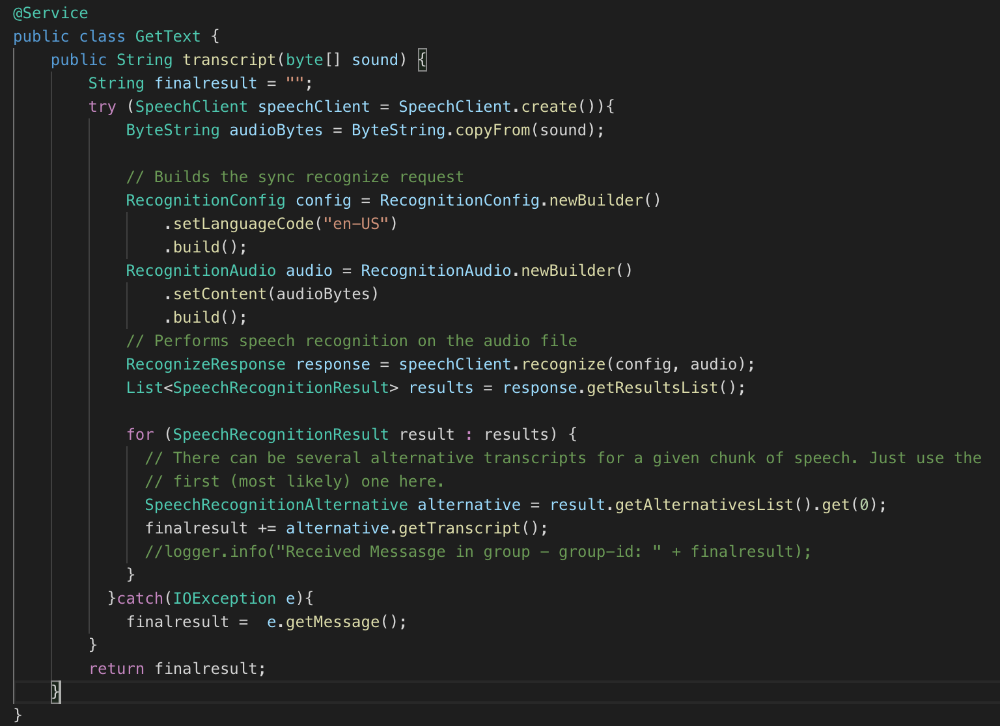 @Service
public class GetText {
    public String transcript(byte[] sound) {
        String finalresult = "";
        try (SpeechClient speechClient = SpeechClient.create()){
            ByteString audioBytes = ByteString.copyFrom(sound);

            // Builds the sync recognize request
            RecognitionConfig config = RecognitionConfig.newBuilder()
                .setLanguageCode("en-US")
                .build();
            RecognitionAudio audio = RecognitionAudio.newBuilder()
                .setContent(audioBytes)
                .build();
            // Performs speech recognition on the audio file
            RecognizeResponse response = speechClient.recognize(config, audio);
            List<SpeechRecognitionResult> results = response.getResultsList();

            for (SpeechRecognitionResult result : results) {
              // There can be several alternative transcripts for a given chunk of speech. Just use the
              // first (most likely) one here.
              SpeechRecognitionAlternative alternative = result.getAlternativesList().get(0);
              finalresult += alternative.getTranscript();
              //logger.info("Received Messasge in group - group-id: " + finalresult);
            }
          }catch(IOException e){
            finalresult =  e.getMessage();
        }
        return finalresult;
    }
}